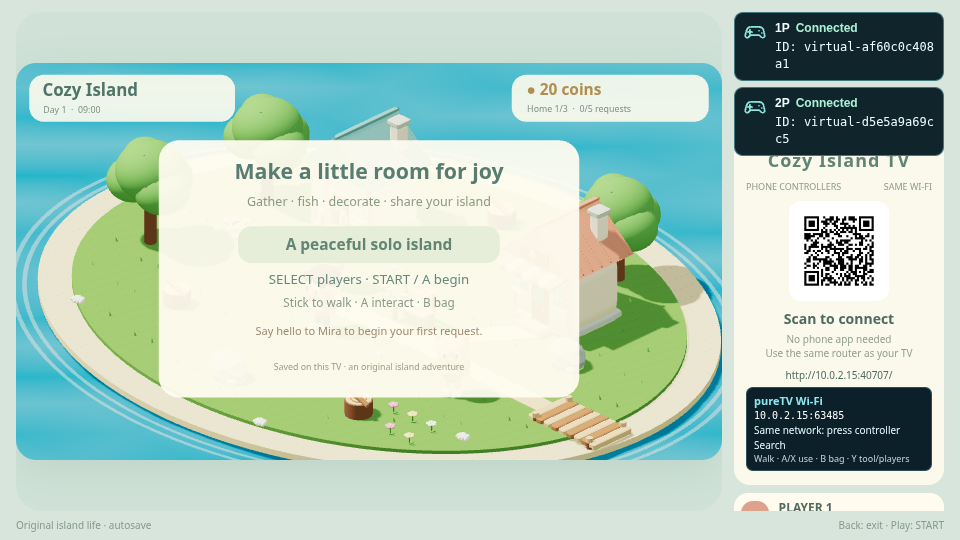 Cozy Island
Day 1 · 09:00
● 20 coins
Home 1/3 · 0/5 requests
Make a little room for joy
Gather · fish · decorate · share your island
A peaceful solo island
SELECT players · START / A begin
Stick to walk · A interact · B bag
Say hello to Mira to begin your first request.
Saved on this TV · an original island adventure
1P Connected
ID: virtual-af60c0c408
a1
2P Connected
ID: virtual-d5e5a9a69c
c5
Cozy Island TV
PHONE CONTROLLERS SAME WI-FI
Scan to connect
No phone app needed
Use the same router as your TV
http://10.0.2.15:40707/
pureTV Wi-Fi
10.0.2.15:63485
Same network: press controller
Search
Walk · A/X use · B bag · Y tool/players
PLAYER 1
Original island life · autosave
Back: exit · Play: START